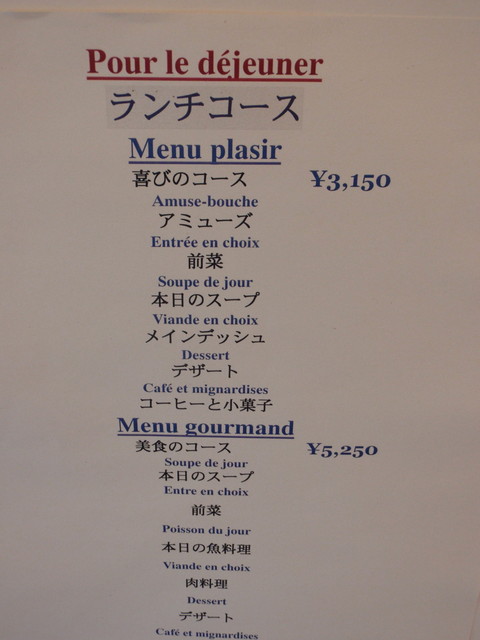 Pour le déjeuner
ランチコース
Menu plasir
喜びのコース ¥3,150
Amuse-bouche
アミューズ
Entrée en choix
前菜
Soupe de jour
本日のスープ
Viande en choix
メインデッシュ
Dessert
デザート
Café et mignardises
コーヒーと小菓子
Menu gourmand
美食のコース ¥5,250
Soupe de jour
本日のスープ
Entre en choix
前菜
Poisson du jour
本日の魚料理
Viande en choix
肉料理
Dessert
デザート
Café et mignardises